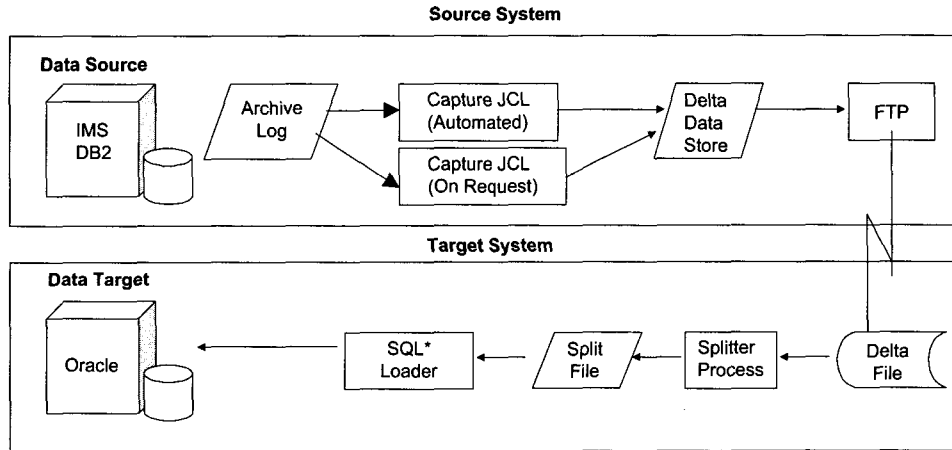 Source System
Data Source
IMS
DB2
Archive
Log
Capture JCL
(Automated)
Capture JCL
(On Request)
Delta
Data
Store
FTP
Target System
Data Target
Oracle
SQL*
Loader
Split
File
Splitter
Process
Delta
File